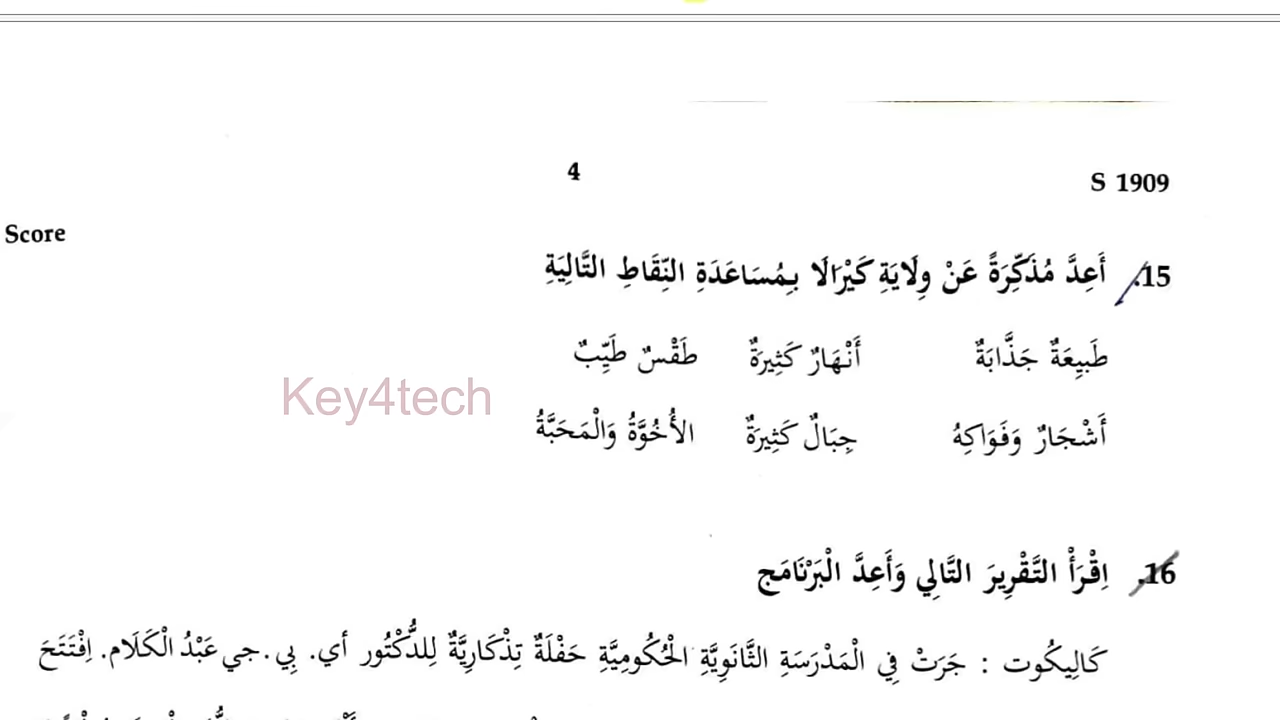 4
S 1909
Score
15. أَعِدَّ مُذَكِّرَةً عَنْ وِلَايَةِ كَيْرَالَا بِمُسَاعَدَةِ النِّقَاطِ التَّالِيَةِ
طَبِيعَةٌ جَذَّابَةٌ أَنْهَارٌ كَثِيرَةٌ طَقْسٌ طَيِّبٌ
أَشْجَارٌ وَفَوَاكِهُ جِبَالٌ كَثِيرَةٌ الأُخُوَّةُ وَالْمَحَبَّةُ
Key4tech
16. اِقْرَأْ التَّقْرِيرَ التَّالِي وَأَعِدَّ الْبَرْنَامَج
كَالِيكُوت : جَرَتْ فِي الْمَدْرَسَةِ الثَّانَوِيَّةِ الْحُكُومِيَّةِ حَفْلَةٌ تِذْكَارِيَّةٌ لِلدُّكْتُور أي. بِي.جي عَبْدُ الْكَلَام. اِفْتَتَحَ